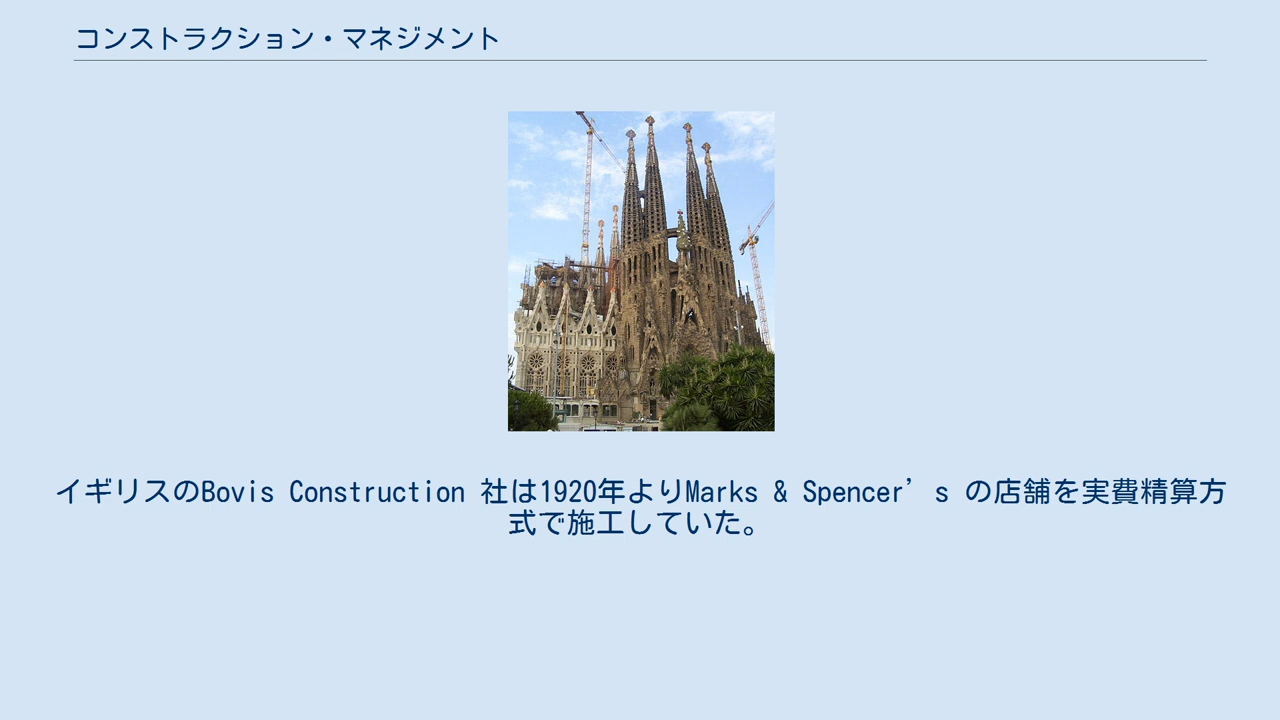 コンストラクション・マネジメント
イギリスのBovis Construction 社は1920年よりMarks & Spencer’s の店舗を実費精算方
式で施工していた。